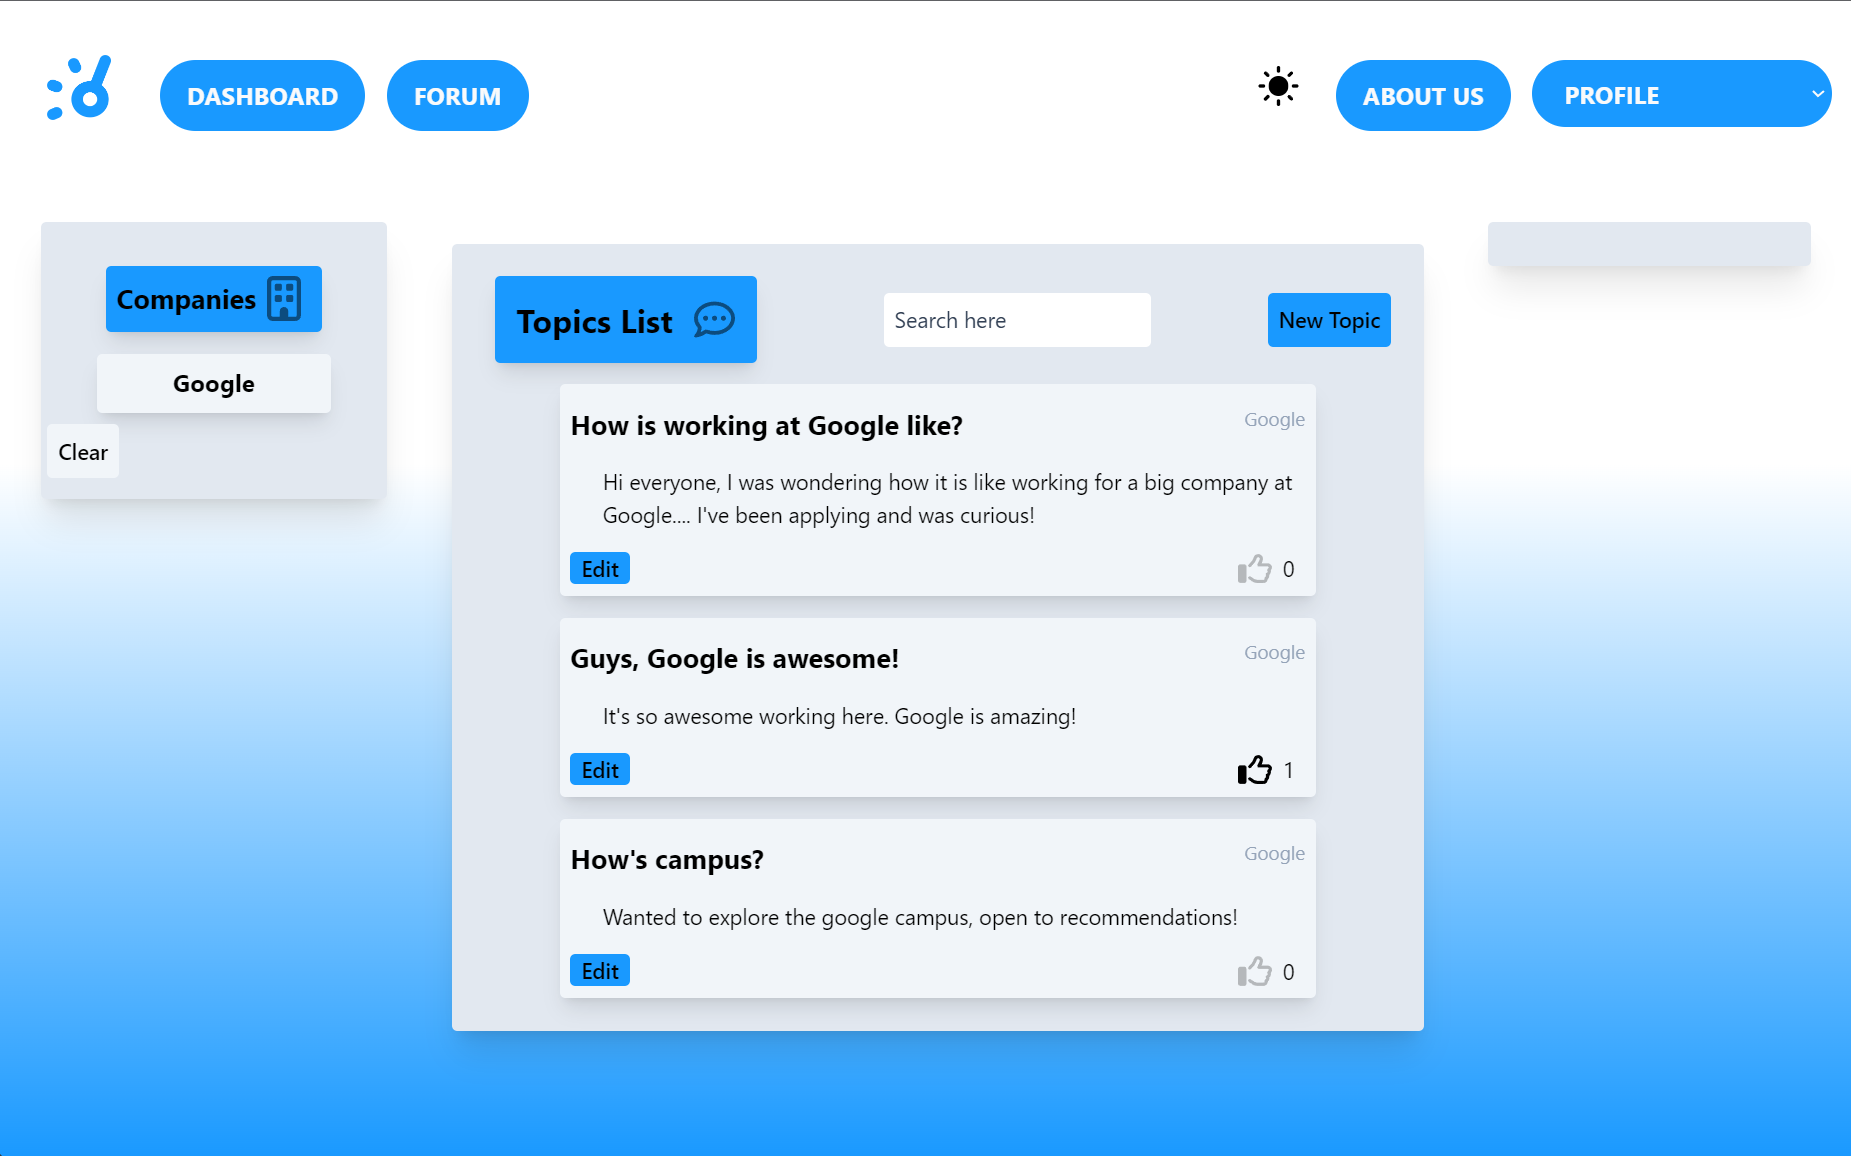 DASHBOARD
FORUM
ABOUT US
PROFILE
Companies
Google
Clear
Topics List
Search here
New Topic
How is working at Google like?
Google
Hi everyone, I was wondering how it is like working for a big company at
Google.... I've been applying and was curious!
Edit
0
Guys, Google is awesome!
Google
It's so awesome working here. Google is amazing!
Edit
1
How's campus?
Google
Wanted to explore the google campus, open to recommendations!
Edit
0